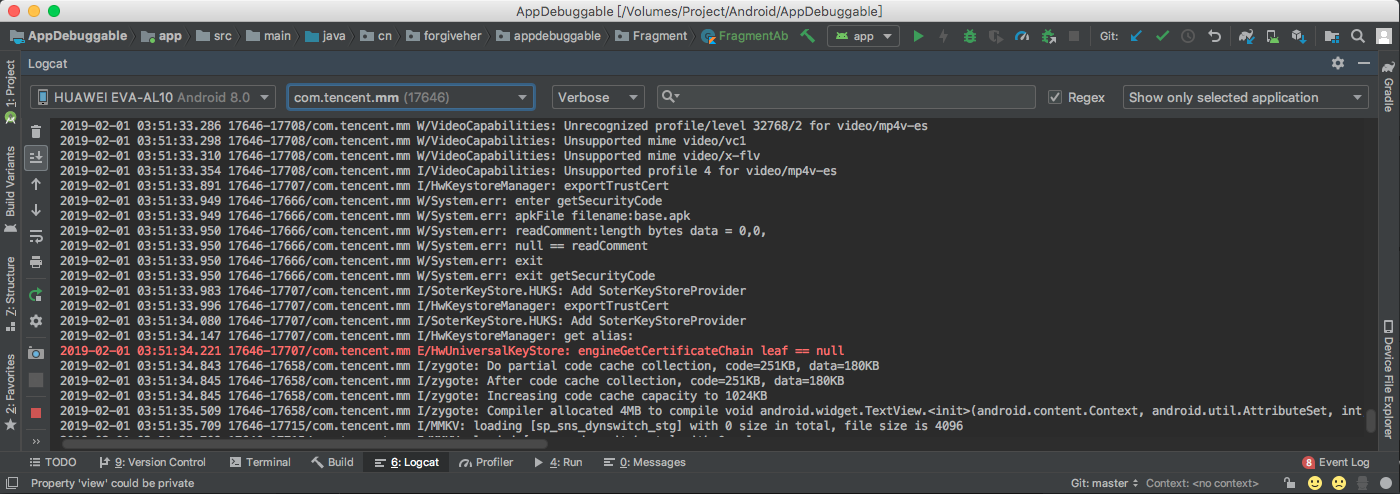 AppDebuggable [/Volumes/Project/Android/AppDebuggable]
AppDebuggable app src main java cn forgiveher appdebuggable Fragment FragmentAb app Git:
Logcat
HUAWEI EVA-AL10 Android 8.0 com.tencent.mm (17646) Verbose Regex Show only selected application
1: Project
Build Variants
Z: Structure
2: Favorites
2019-02-01 03:51:33.286 17646-17708/com.tencent.mm W/VideoCapabilities: Unrecognized profile/level 32768/2 for video/mp4v-es
2019-02-01 03:51:33.298 17646-17708/com.tencent.mm W/VideoCapabilities: Unsupported mime video/vc1
2019-02-01 03:51:33.310 17646-17708/com.tencent.mm W/VideoCapabilities: Unsupported mime video/x-flv
2019-02-01 03:51:33.354 17646-17708/com.tencent.mm I/VideoCapabilities: Unsupported profile 4 for video/mp4v-es
2019-02-01 03:51:33.891 17646-17707/com.tencent.mm I/HwKeystoreManager: exportTrustCert
2019-02-01 03:51:33.949 17646-17666/com.tencent.mm W/System.err: enter getSecurityCode
2019-02-01 03:51:33.949 17646-17666/com.tencent.mm W/System.err: apkFile filename:base.apk
2019-02-01 03:51:33.950 17646-17666/com.tencent.mm W/System.err: readComment:length bytes data = 0,0,
2019-02-01 03:51:33.950 17646-17666/com.tencent.mm W/System.err: null == readComment
2019-02-01 03:51:33.950 17646-17666/com.tencent.mm W/System.err: exit
2019-02-01 03:51:33.950 17646-17666/com.tencent.mm W/System.err: exit getSecurityCode
2019-02-01 03:51:33.983 17646-17707/com.tencent.mm I/SoterKeyStore.HUKS: Add SoterKeyStoreProvider
2019-02-01 03:51:33.996 17646-17707/com.tencent.mm I/HwKeystoreManager: exportTrustCert
2019-02-01 03:51:34.080 17646-17707/com.tencent.mm I/SoterKeyStore.HUKS: Add SoterKeyStoreProvider
2019-02-01 03:51:34.147 17646-17707/com.tencent.mm I/HwKeystoreManager: get alias:
2019-02-01 03:51:34.221 17646-17707/com.tencent.mm E/HwUniversalKeyStore: engineGetCertificateChain leaf == null
2019-02-01 03:51:34.843 17646-17658/com.tencent.mm I/zygote: Do partial code cache collection, code=251KB, data=180KB
2019-02-01 03:51:34.845 17646-17658/com.tencent.mm I/zygote: After code cache collection, code=251KB, data=180KB
2019-02-01 03:51:34.845 17646-17658/com.tencent.mm I/zygote: Increasing code cache capacity to 1024KB
2019-02-01 03:51:35.509 17646-17658/com.tencent.mm I/zygote: Compiler allocated 4MB to compile void android.widget.TextView.<init>(android.content.Context, android.util.AttributeSet, int
2019-02-01 03:51:35.709 17646-17715/com.tencent.mm I/MMKV: loading [sp_sns_dynswitch_stg] with 0 size in total, file size is 4096
Gradle
Device File Explorer
TODO 9: Version Control Terminal Build 6: Logcat Profiler 4: Run 0: Messages 8 Event Log
Property 'view' could be private Git: master Context: <no context>